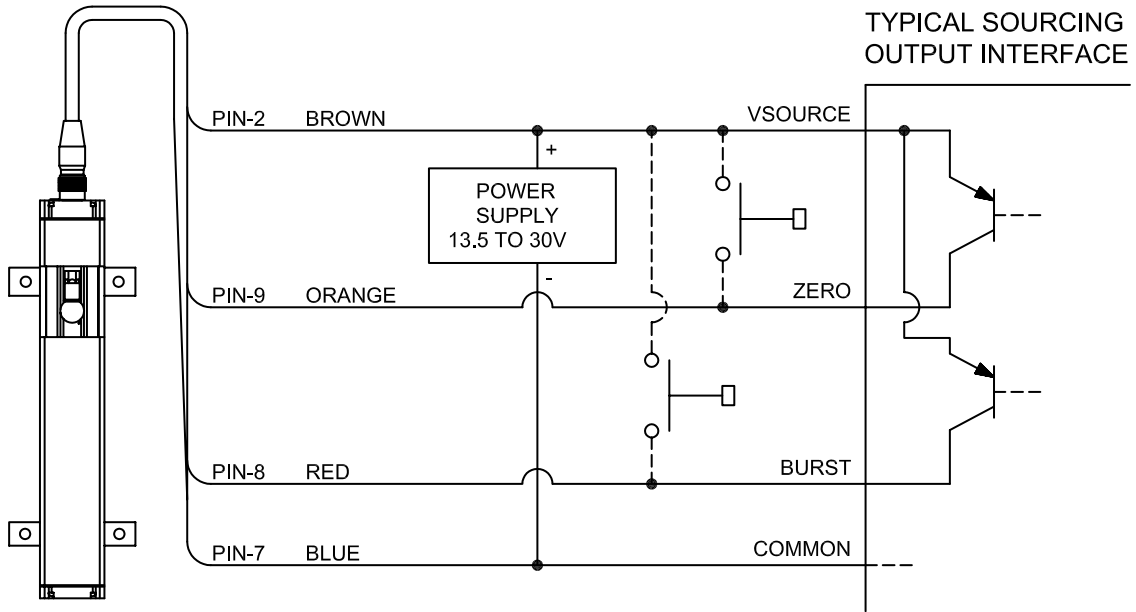 TYPICAL SOURCING
OUTPUT INTERFACE
PIN-2 BROWN VSOURCE
+
POWER
SUPPLY
13.5 TO 30V
-
PIN-9 ORANGE ZERO
PIN-8 RED BURST
PIN-7 BLUE COMMON